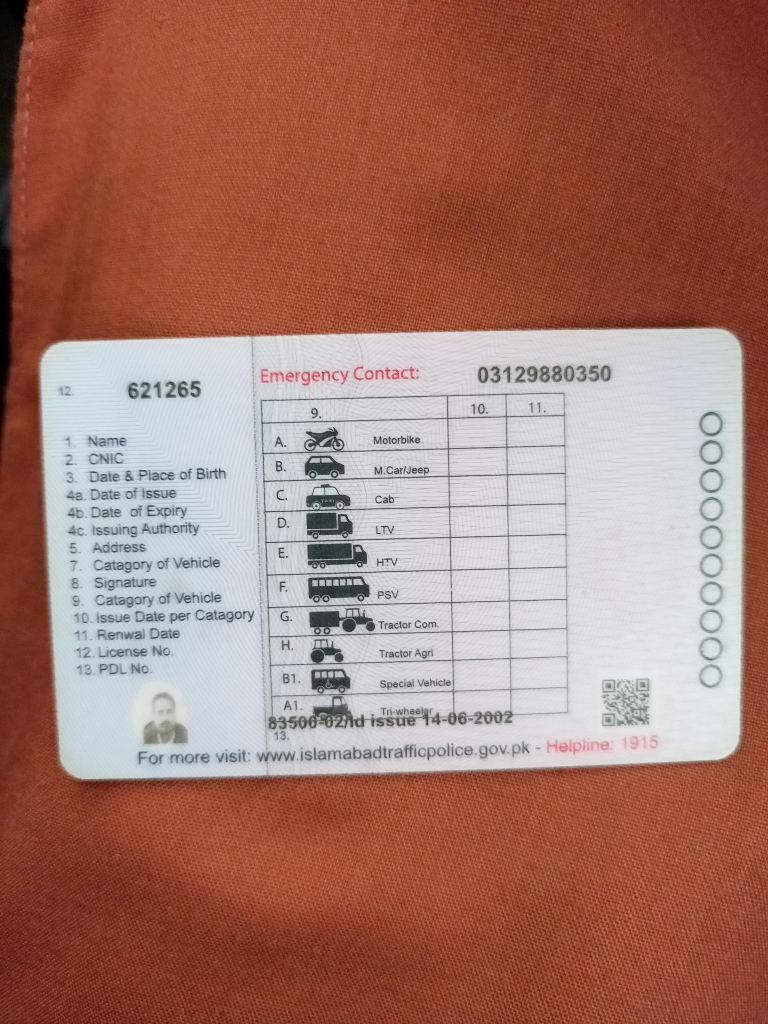 12. 621265
Emergency Contact: 03129880350
1. Name
2. CNIC
3. Date & Place of Birth
4a. Date of Issue
4b. Date of Expiry
4c. Issuing Authority
5. Address
7. Catagory of Vehicle
8. Signature
9. Catagory of Vehicle
10. Issue Date per Catagory
11. Renwal Date
12. License No.
13. PDL No.
9. 10. 11.
A. Motorbike
B. M.Car/Jeep
C. TAXI Cab
D. LTV
E. HTV
F. PSV
G. Tractor Com.
H. Tractor Agri
B1. Special Vehicle
A1. Tri-wheeler
83506-02/Id issue 14-06-2002
13.
For more visit: www.islamabadtrafficpolice.gov.pk - Helpline: 1915